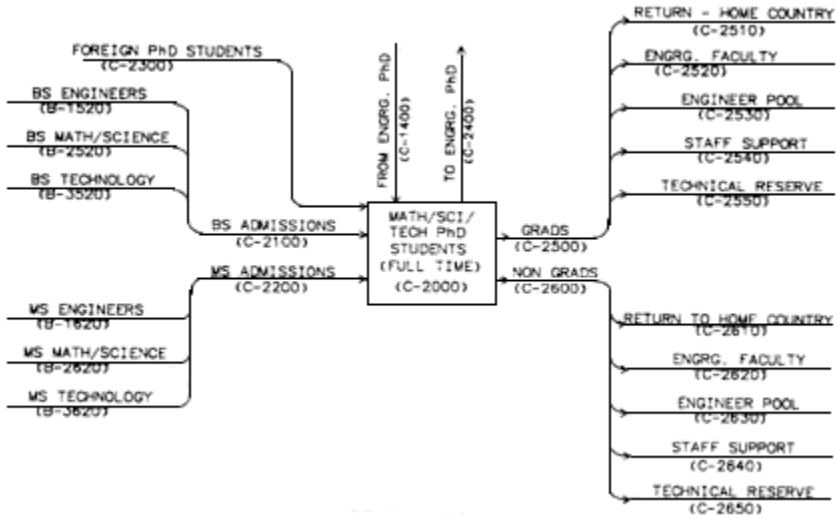 RETURN - HOME COUNTRY
(C-2510)
FOREIGN PhD STUDENTS
(C-2300)
ENGRG. FACULTY
(C-2520)
BS ENGINEERS
(B-1520)
ENGINEER POOL
(C-2530)
BS MATH/SCIENCE
(B-2520)
STAFF SUPPORT
(C-2540)
BS TECHNOLOGY
(B-3520)
TECHNICAL RESERVE
(C-2550)
FROM ENGRG. PhD
(C-1400)
TO ENGRG. PhD
(C-2400)
BS ADMISSIONS
(C-2100)
MATH/SCI/
TECH PhD
STUDENTS
(FULL TIME)
(C-2000)
GRADS
(C-2500)
MS ADMISSIONS
(C-2200)
NON GRADS
(C-2600)
MS ENGINEERS
(B-1620)
RETURN TO HOME COUNTRY
(C-2610)
MS MATH/SCIENCE
(B-2620)
ENGRG. FACULTY
(C-2620)
MS TECHNOLOGY
(B-3620)
ENGINEER POOL
(C-2630)
STAFF SUPPORT
(C-2640)
TECHNICAL RESERVE
(C-2650)